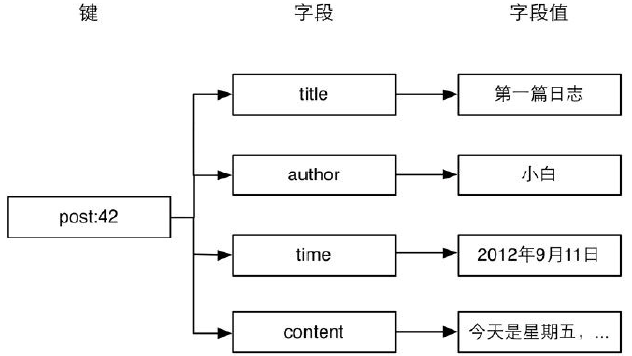 键 字段 字段值
title 第一篇日志
author 小白
post:42
time 2012年9月11日
content 今天是星期五，...